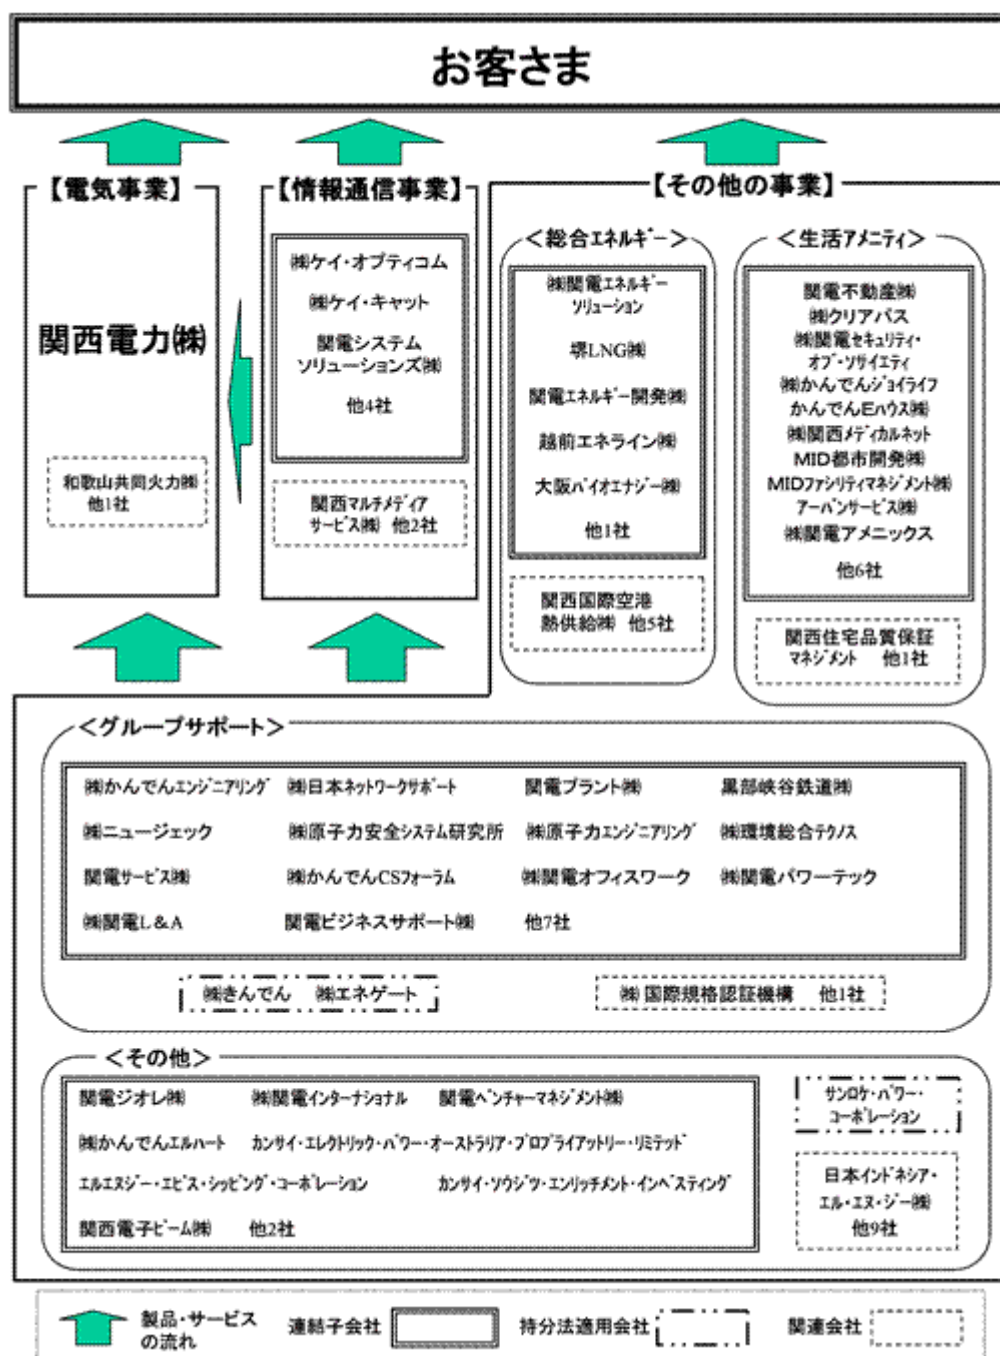 お客さま
【電気事業】
関西電力㈱
和歌山共同火力㈱
他1社
【情報通信事業】
㈱ケイ・オプティコム
㈱ケイ・キャット
関電システム
ソリューションズ㈱
他4社
関西マルチメディア
サービス㈱ 他2社
【その他の事業】
＜総合エネルギー＞
㈱関電エネルギー
ソリューション
堺LNG㈱
関電エネルギー開発㈱
越前エネライン㈱
大阪バイオエナジー㈱
他1社
関西国際空港
熱供給㈱ 他5社
＜生活アメニティ＞
関電不動産㈱
㈱クリアパス
㈱関電セキュリティ・
オブ・ソサイエティ
㈱かんでんジョイライフ
かんでんEハウス㈱
㈱関西メディカルネット
MID都市開発㈱
MIDファシリティマネジメント㈱
アーバンサービス㈱
㈱関電アメニックス
他6社
関西住宅品質保証
マネジメント 他1社
＜グループサポート＞
㈱かんでんエンジニアリング ㈱日本ネットワークサポート 関電プラント㈱ 黒部峡谷鉄道㈱
㈱ニュージェック ㈱原子力安全システム研究所 ㈱原子力エンジニアリング ㈱環境総合テクノス
関電サービス㈱ ㈱かんでんCSフォーラム ㈱関電オフィスワーク ㈱関電パワーテック
㈱関電L＆A 関電ビジネスサポート㈱ 他7社
㈱きんでん ㈱エネゲート
㈱国際規格認証機構 他1社
＜その他＞
関電ジオレ㈱ ㈱関電インターナショナル 関電ベンチャーマネジメント㈱
㈱かんでんエルハート カンサイ・エレクトリック・パワー・オーストラリア・プロプライアットリー・リミテッド
エルエヌジー・エビス・シッピング・コーポレーション カンサイ・ソウジツ・エンリッチメント・インベスティング
関西電子ビーム㈱ 他2社
サンロケ・パワー・
コーポレーション
日本インドネシア・
エル・エヌ・ジー㈱
他9社
製品・サービス
の流れ
連結子会社
持分法適用会社
関連会社